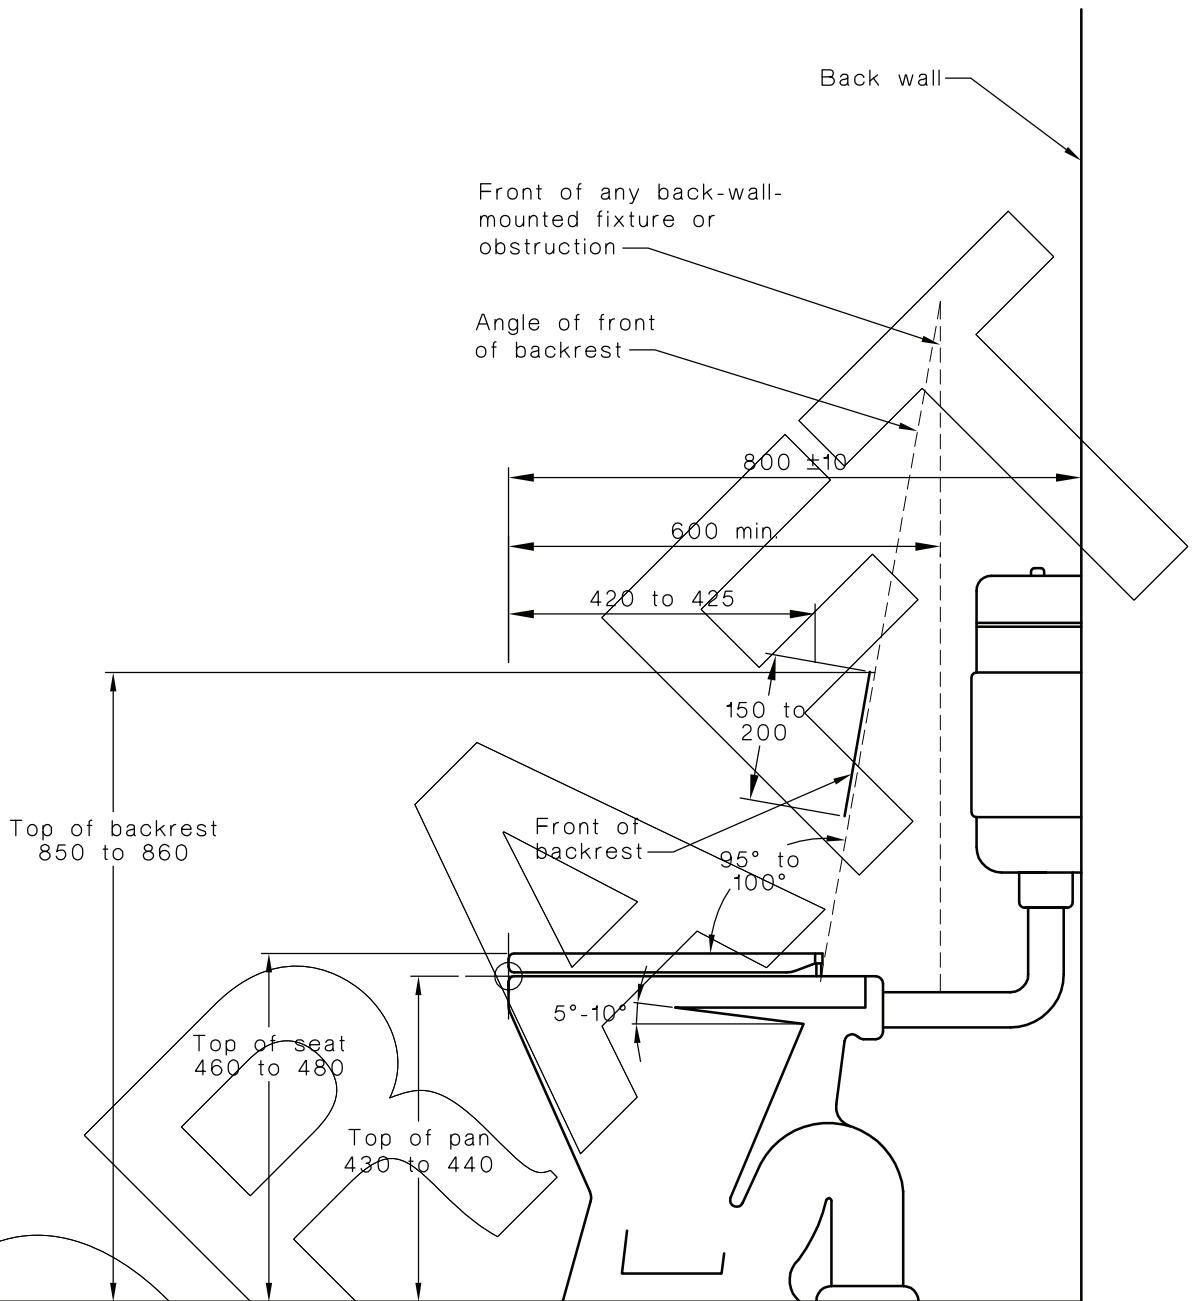 Back wall
Front of any back-wall-
mounted fixture or
obstruction
Angle of front
of backrest
800 ±10
600 min.
420 to 425
150 to
200
Top of backrest
850 to 860
Front of
backrest
95° to
100°
5°-10°
Top of seat
460 to 480
Top of pan
430 to 440
DRAFT